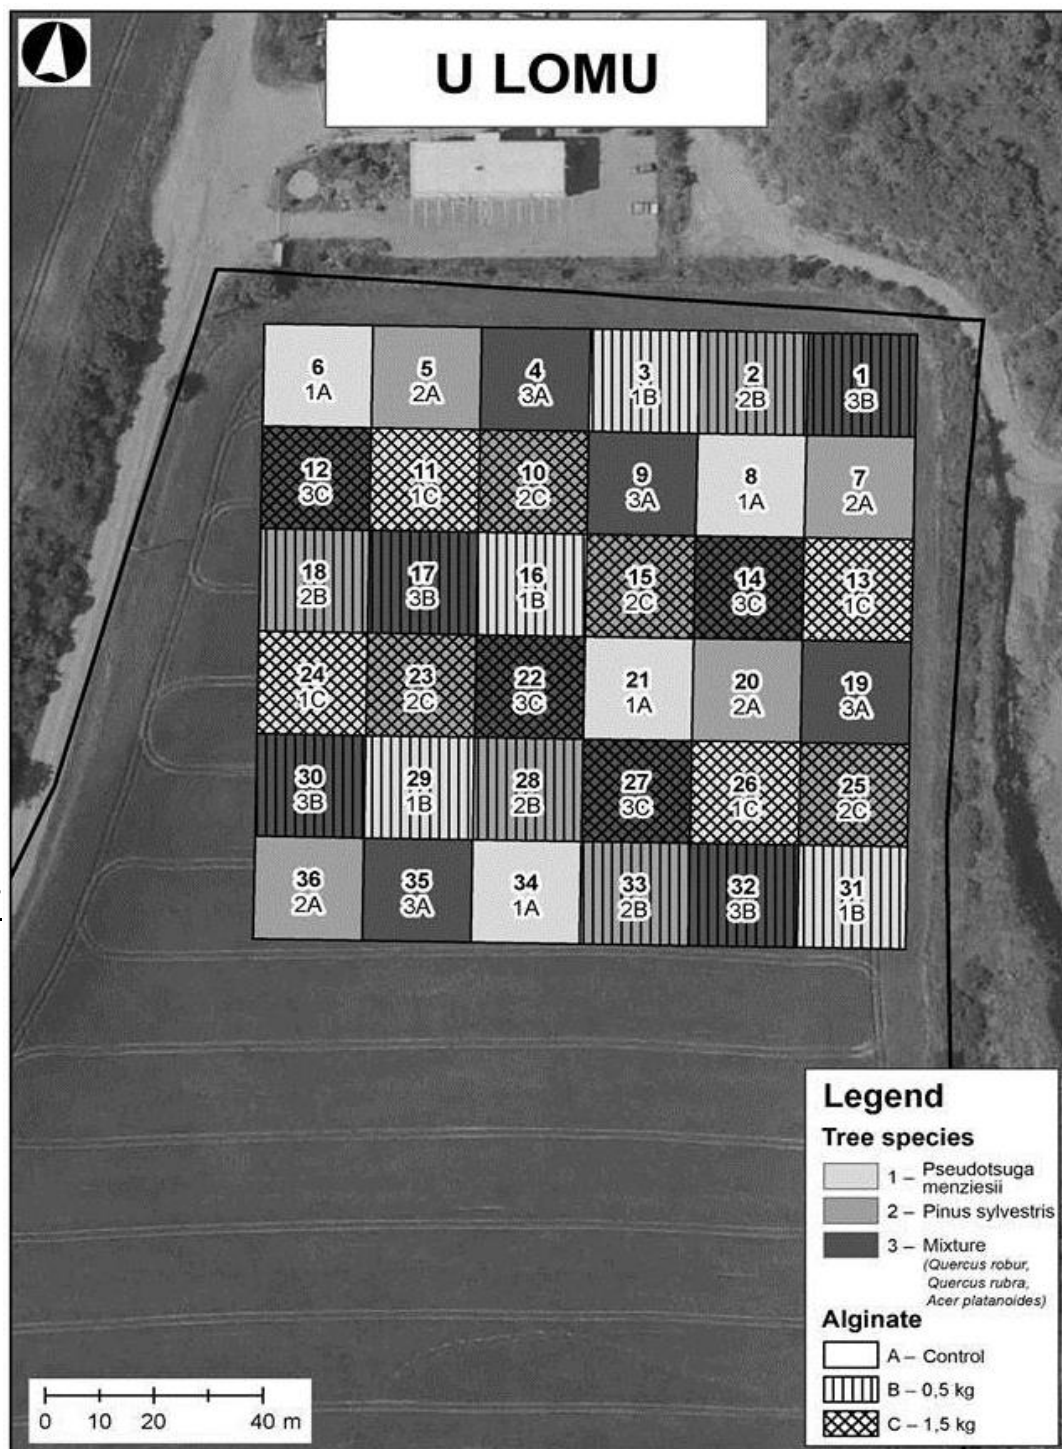 U LOMU
6
1A
5
2A
4
3A
3
1B
2
2B
1
3B
12
3C
11
1C
10
2C
9
3A
8
1A
7
2A
18
2B
17
3B
16
1B
15
2C
14
3C
13
1C
24
1C
23
2C
22
3C
21
1A
20
2A
19
3A
30
3B
29
1B
28
2B
27
3C
26
1C
25
2C
36
2A
35
3A
34
1A
33
2B
32
3B
31
1B
Legend
Tree species
1 – Pseudotsuga
menziesii
2 – Pinus sylvestris
3 – Mixture
(Quercus robur,
Quercus rubra,
Acer platanoides)
Alginate
A – Control
B – 0,5 kg
C – 1,5 kg
0 10 20 40 m